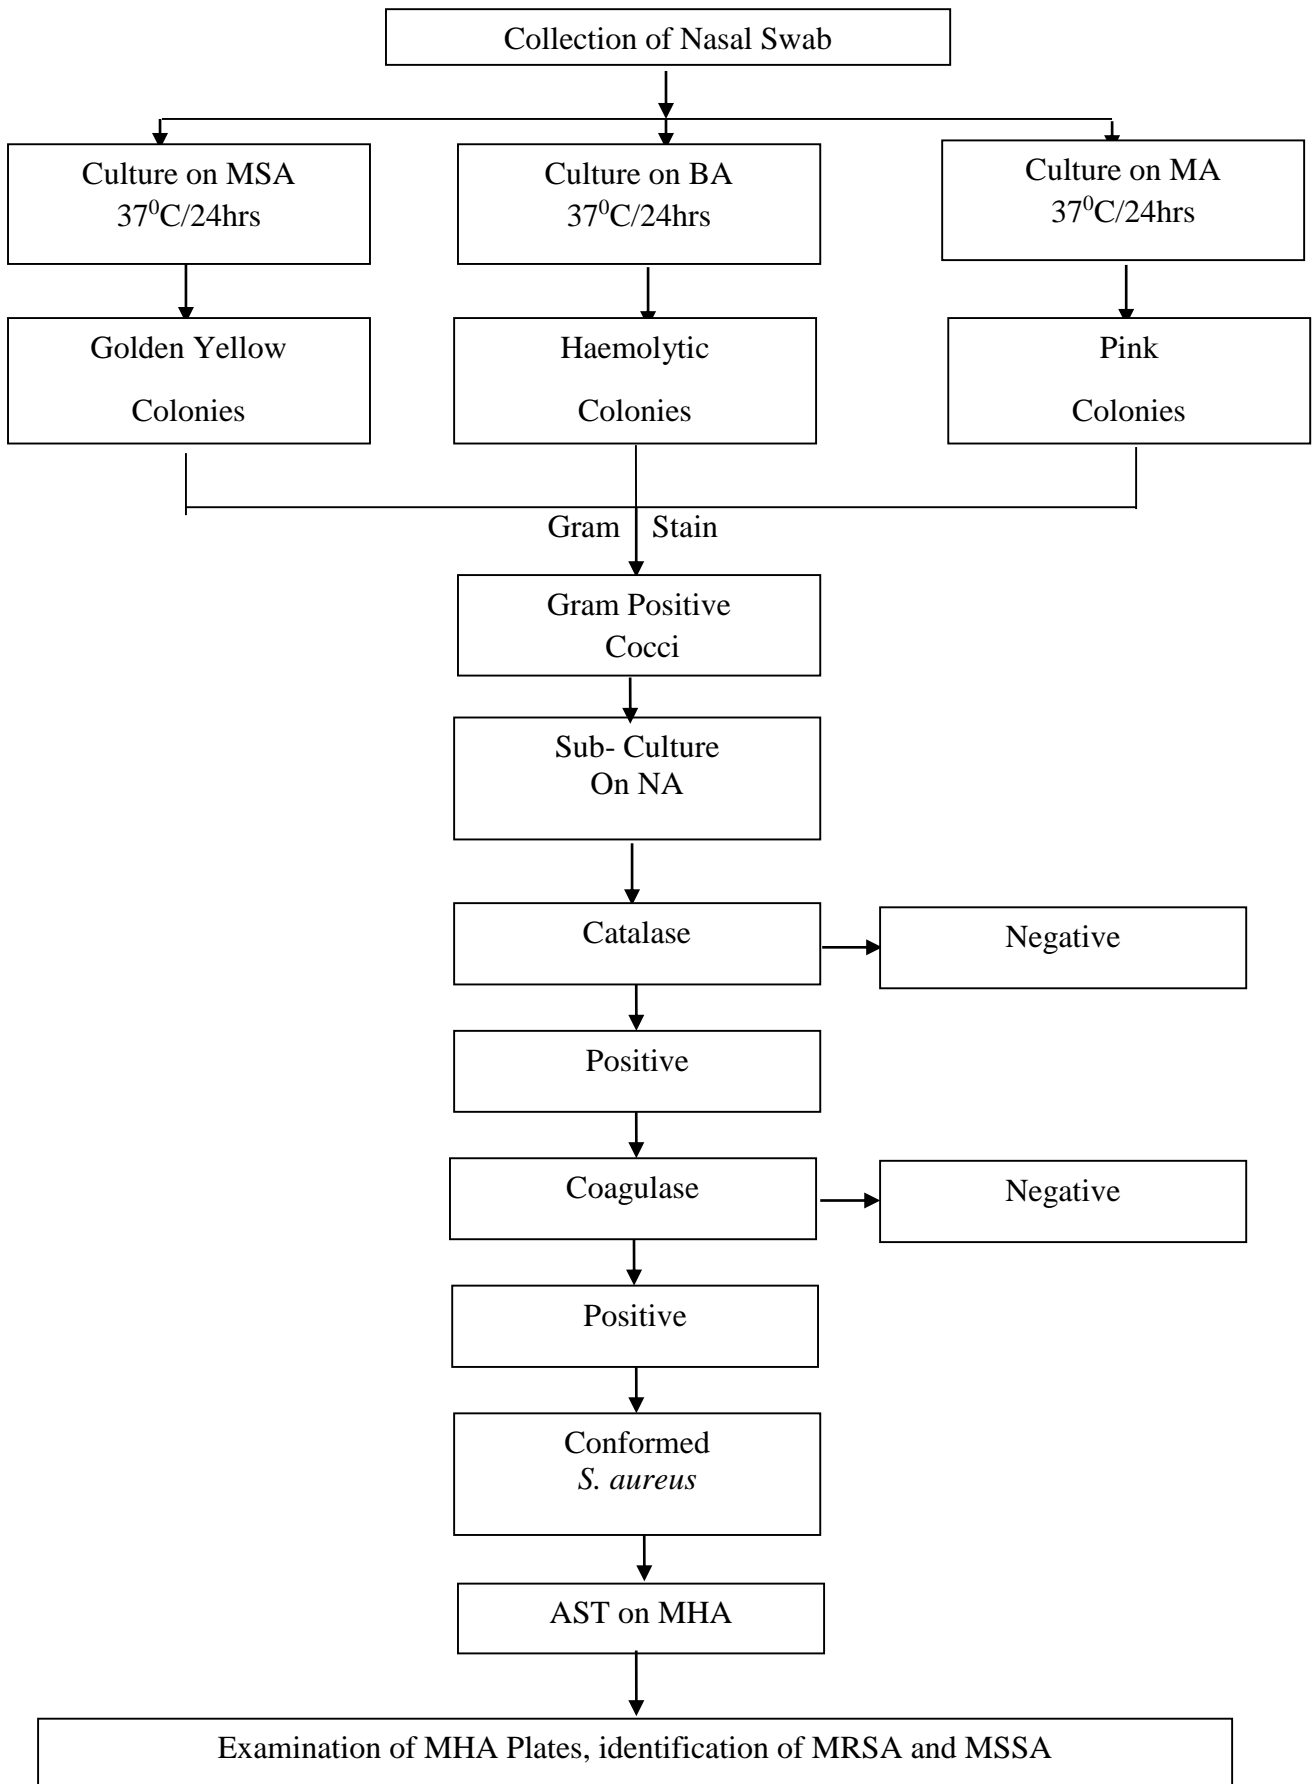 Collection of Nasal Swab
Culture on MSA
37⁰C/24hrs
Culture on BA
37⁰C/24hrs
Culture on MA
37⁰C/24hrs
Golden Yellow
Colonies
Haemolytic
Colonies
Pink
Colonies
Gram Stain
Gram Positive
Cocci
Sub- Culture
On NA
Catalase
Negative
Positive
Coagulase
Negative
Positive
Conformed
S. aureus
AST on MHA
Examination of MHA Plates, identification of MRSA and MSSA